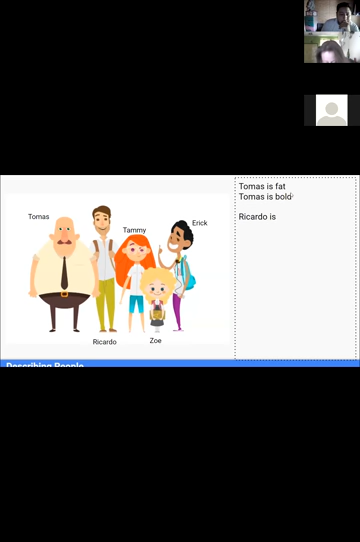 Tomas is fat
Tomas is bold
Ricardo is
Tomas
Tammy
Erick
Ricardo
Zoe
Describing People